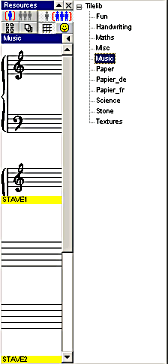 Resources
Music
STAVE1
STAVE2
Tilelib
Fun
Handwriting
Maths
Misc
Music
Paper
Papier_de
Papier_fr
Science
Stone
Textures